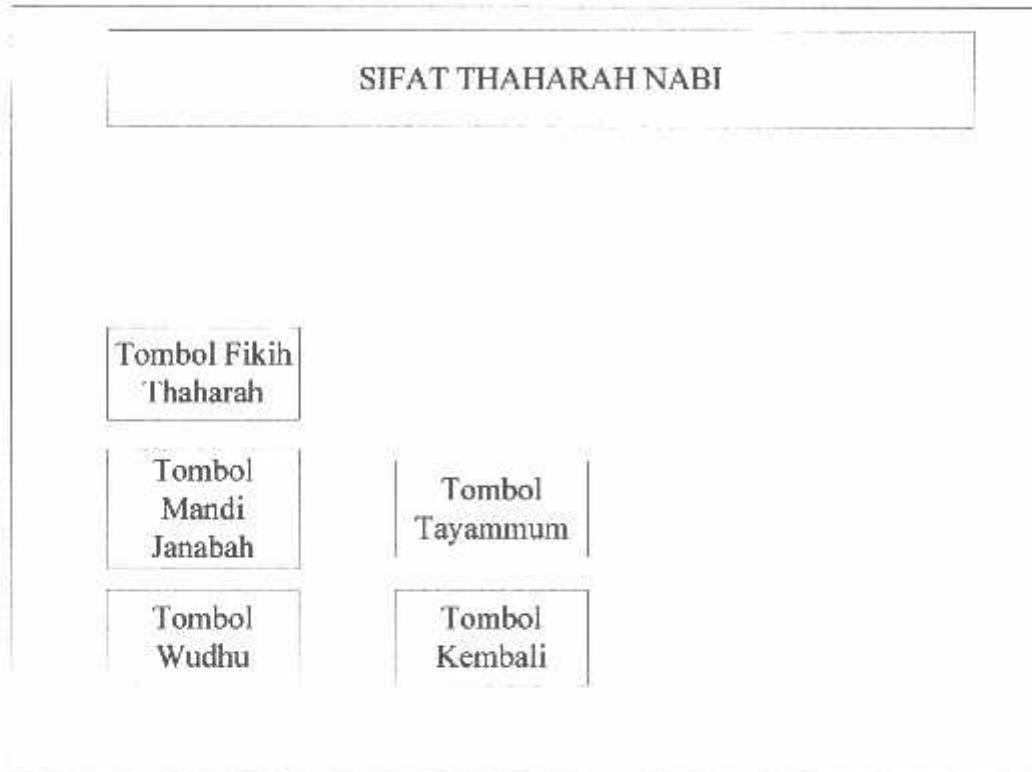 SIFAT THAHARAH NABI
Tombol Fikih
Thaharah
Tombol
Mandi
Janabah
Tombol
Tayammum
Tombol
Wudhu
Tombol
Kembali